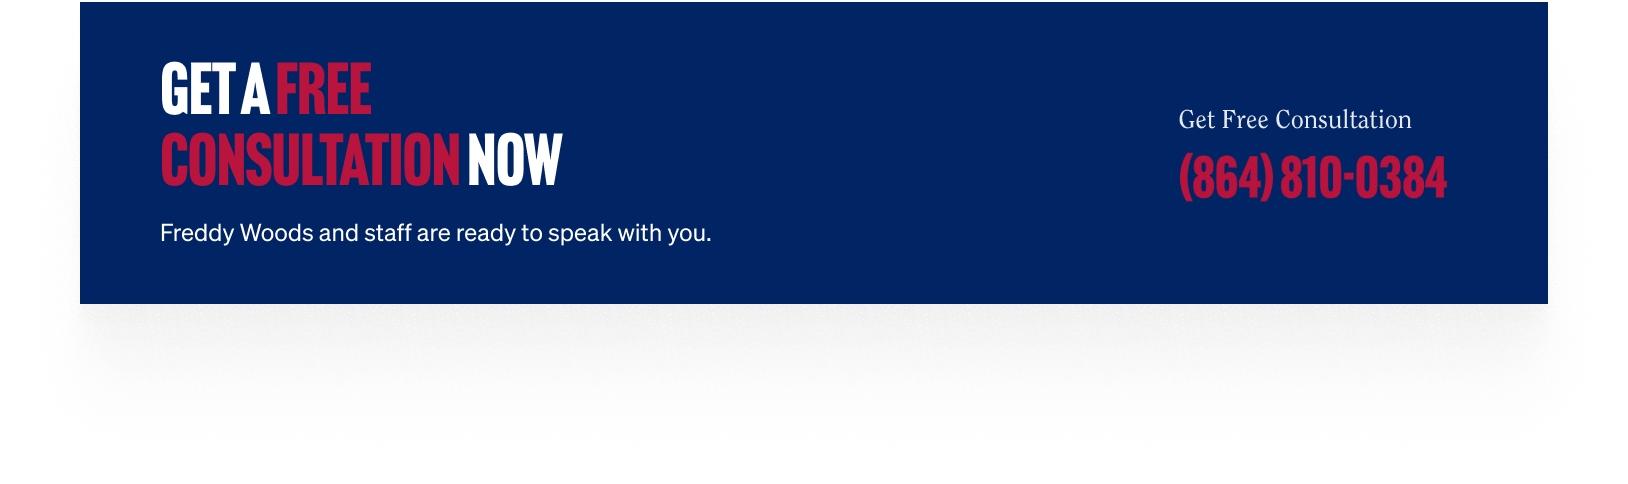 GET A FREE
CONSULTATION NOW
Freddy Woods and staff are ready to speak with you.
Get Free Consultation
(864) 810-0384